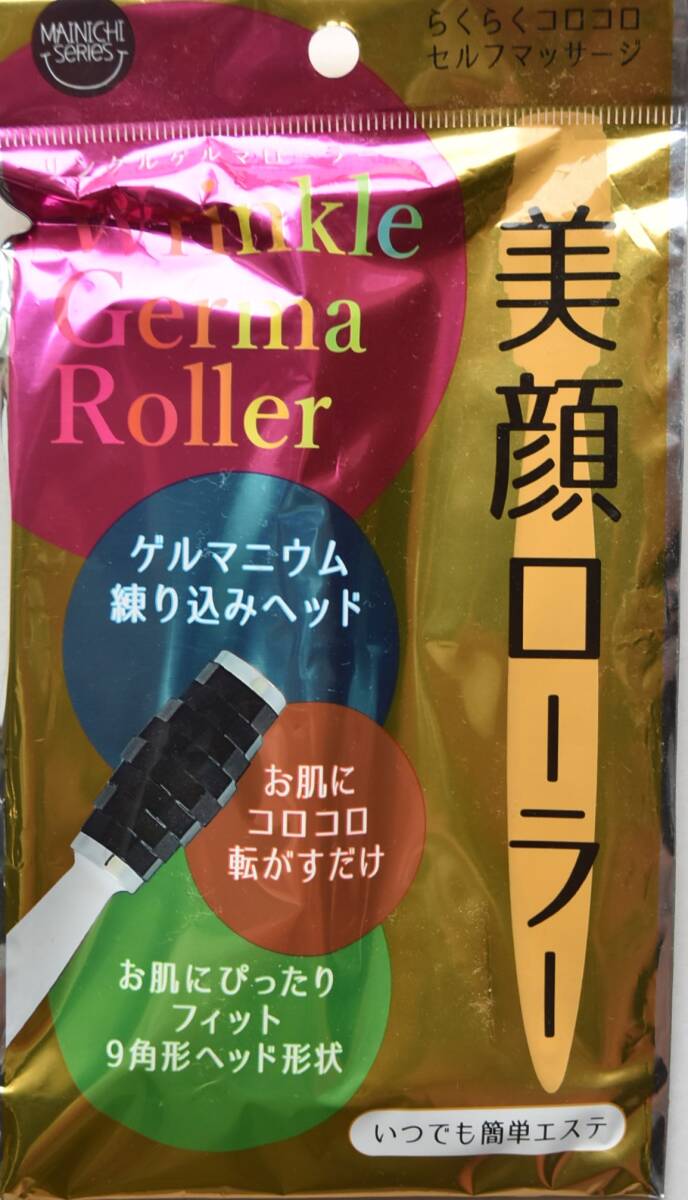 MAINICHI
SERIES
らくらくコロコロ
セルフマッサージ
リンクルゲルマローラー
Wrinkle
Germa
Roller
美顔ローラー
ゲルマニウム
練り込みヘッド
お肌に
コロコロ
転がすだけ
お肌にぴったり
フィット
9角形ヘッド形状
いつでも簡単エステ